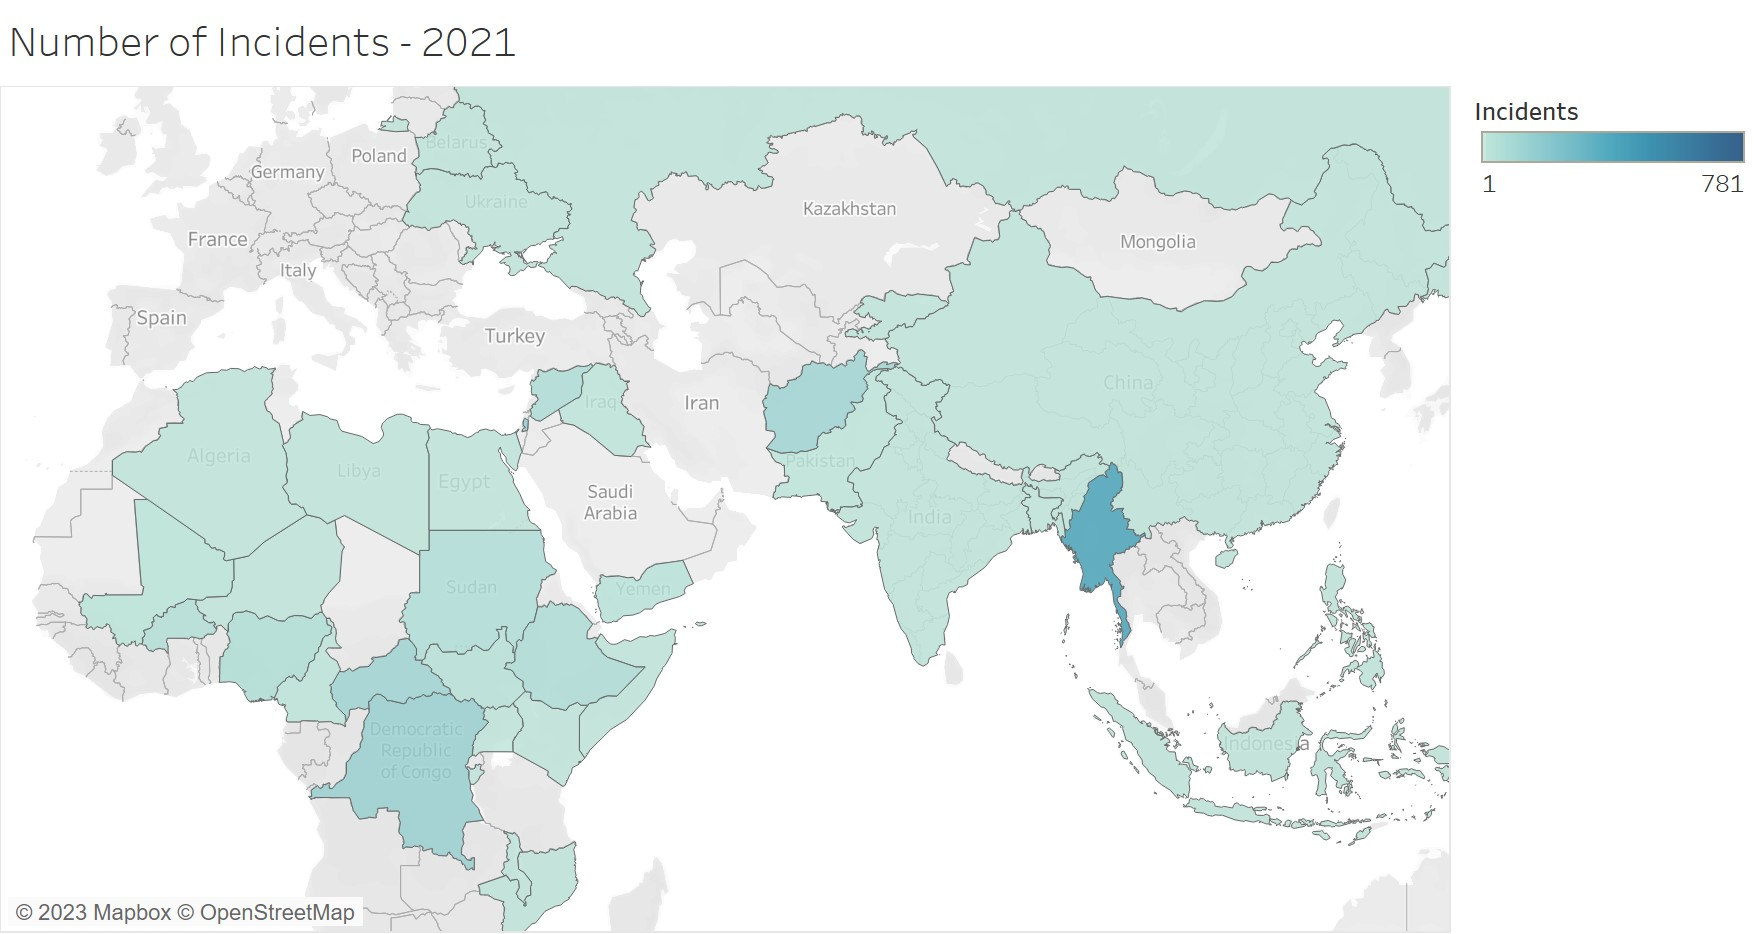 Number of Incidents - 2021
Incidents
1
781
Belarus
Poland
Germany
Ukraine
Kazakhstan
France
Mongolia
Italy
Spain
Turkey
China
Iraq
Iran
Algeria
Libya
Egypt
Pakistan
Saudi
Arabia
India
Sudan
Yemen
Democratic
Republic
of Congo
Indonesia
© 2023 Mapbox © OpenStreetMap